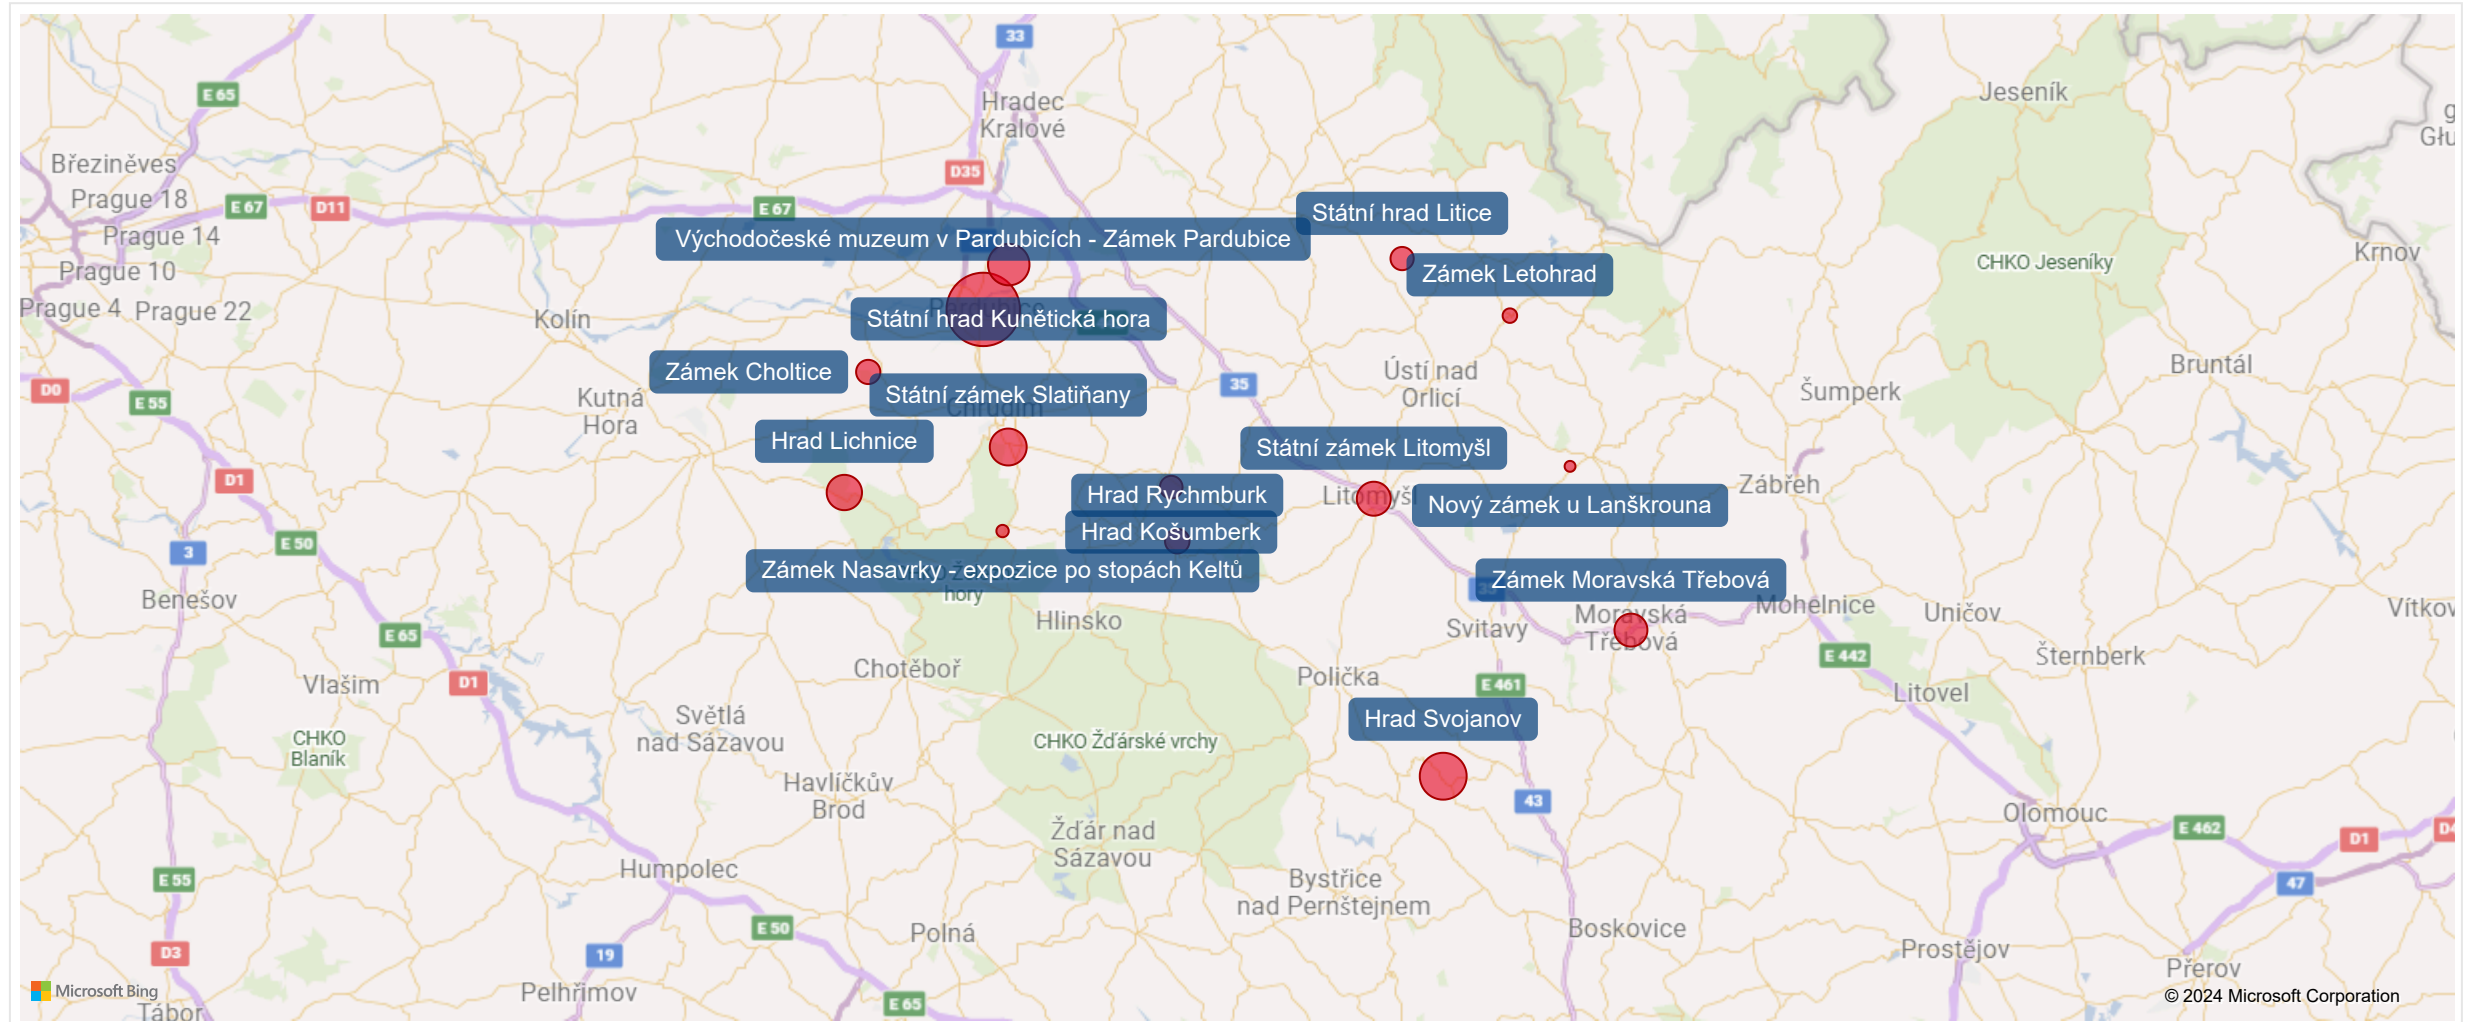 33
Jeseník
E 65
Hradec
Králové
Březiněves
D35
Prague 18
E 67
D11
E 67
Státní hrad Litice
Prague 14
Východočeské muzeum v Pardubicích - Zámek Pardubice
Krnov
CHKO Jeseníky
Prague 10
Zámek Letohrad
Prague 4
Prague 22
Pardubice
Kolín
Státní hrad Kunětická hora
Bruntál
Zámek Choltice
Ústí nad
Orlicí
35
D0
Šumperk
Státní zámek Slatiňany
E 55
Kutná
Hora
Chrudim
Hrad Lichnice
Státní zámek Litomyšl
D1
Zábřeh
Hrad Rychmburk
Litomyšl
Nový zámek u Lanškrouna
Hrad Košumberk
E 50
3
Zámek Nasavrky - expozice po stopách Keltů
hory
Zámek Moravská Třebová
Benešov
Mohelnice
Vítkov
Uničov
Hlinsko
Moravská
Třebová
Svitavy
E 65
E 442
Šternberk
Chotěboř
Polička
Vlašim
D1
E 461
Litovel
Světlá
nad Sázavou
Hrad Svojanov
CHKO
Blaník
CHKO Žďárské vrchy
Havlíčkův
Brod
43
Olomouc
E 462
D1
Žďár nad
Sázavou
Humpolec
E 55
47
Bystřice
nad Pernštejnem
E 50
Boskovice
Polná
D3
19
Prostějov
Přerov
Microsoft Bing
Pelhřimov
E 65
© 2024 Microsoft Corporation
Tábor